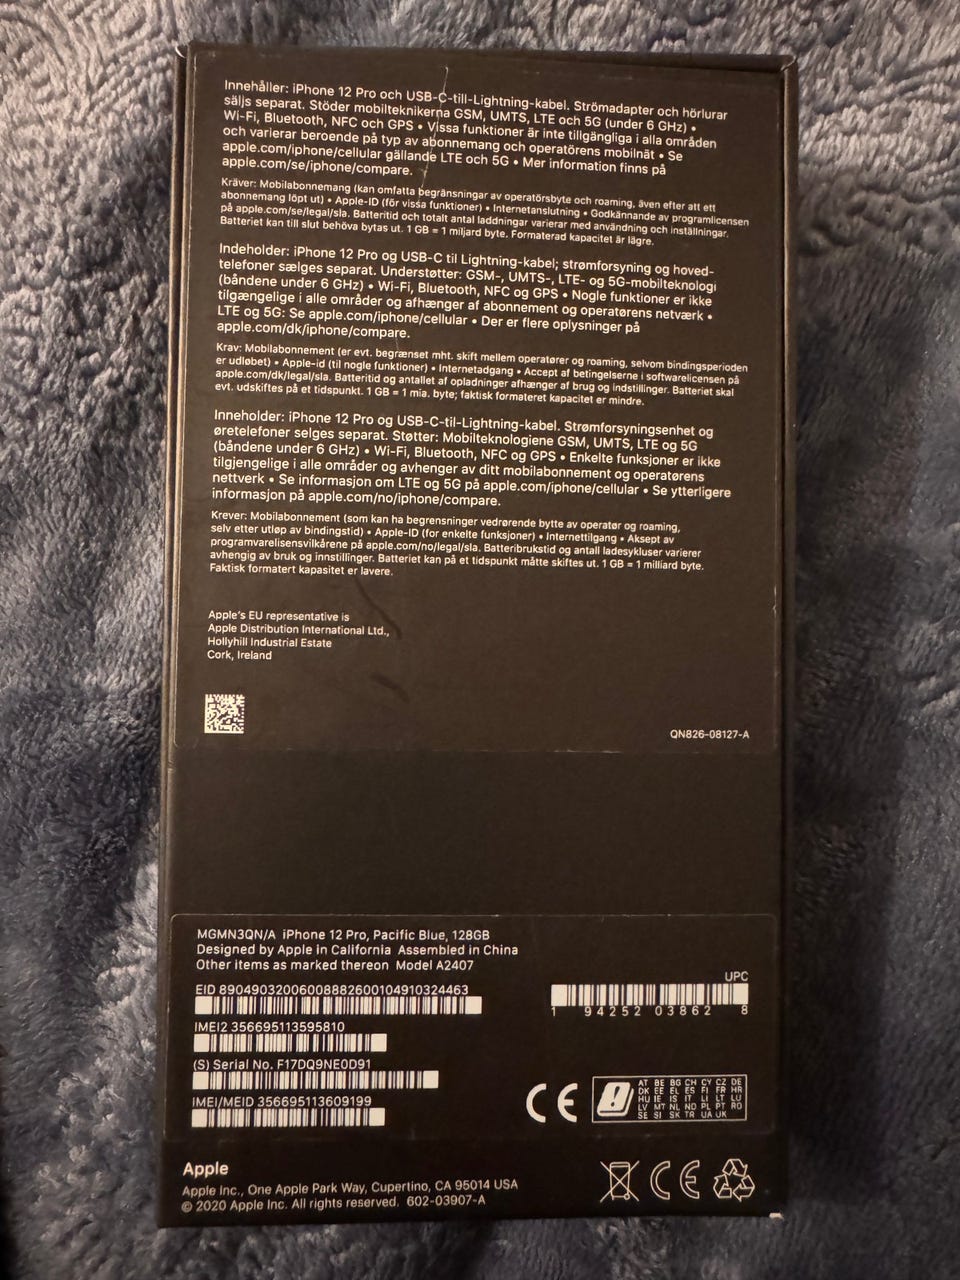 Innehåller: iPhone 12 Pro och USB-C-till-Lightning-kabel. Strömadapter och hörlurar
säljs separat. Stöder mobilteknikerna GSM, UMTS, LTE och 5G (under 6 GHz) •
Wi-Fi, Bluetooth, NFC och GPS • Vissa funktioner är inte tillgängliga i alla områden
och varierar beroende på typ av abonnemang och operatörens mobilnät • Se
apple.com/iphone/cellular gällande LTE och 5G • Mer information finns på
apple.com/se/iphone/compare.
Kräver: Mobilabonnemang (kan omfatta begränsningar av operatörsbyte och roaming, även efter att ett
abonnemang löpt ut) • Apple-ID (för vissa funktioner) • Internetanslutning • Godkännande av programlicensen
på apple.com/se/legal/sla. Batteritid och totalt antal laddningar varierar med användning och inställningar.
Batteriet kan till slut behöva bytas ut. 1 GB = 1 miljard byte. Formaterad kapacitet är lägre.
Indeholder: iPhone 12 Pro og USB-C til Lightning-kabel; strømforsyning og hoved-
telefoner sælges separat. Understøtter: GSM-, UMTS-, LTE- og 5G-mobilteknologi
(båndene under 6 GHz) • Wi-Fi, Bluetooth, NFC og GPS • Nogle funktioner er ikke
tilgængelige i alle områder og afhænger af abonnement og operatørens netværk •
LTE og 5G: Se apple.com/iphone/cellular • Der er flere oplysninger på
apple.com/dk/iphone/compare.
Krav: Mobilabonnement (er evt. begrænset mht. skift mellem operatører og roaming, selvom bindingsperioden
er udløbet) • Apple-id (til nogle funktioner) • Internetadgang • Accept af betingelserne i softwarelicensen på
apple.com/dk/legal/sla. Batteritid og antallet af opladninger afhænger af brug og indstillinger. Batteriet skal
evt. udskiftes på et tidspunkt. 1 GB = 1 mia. byte; faktisk formateret kapacitet er mindre.
Inneholder: iPhone 12 Pro og USB-C-til-Lightning-kabel. Strømforsyningsenhet og
øretelefoner selges separat. Støtter: Mobilteknologiene GSM, UMTS, LTE og 5G
(båndene under 6 GHz) • Wi-Fi, Bluetooth, NFC og GPS • Enkelte funksjoner er ikke
tilgjengelige i alle områder og avhenger av ditt mobilabonnement og operatørens
nettverk • Se informasjon om LTE og 5G på apple.com/iphone/cellular • Se ytterligere
informasjon på apple.com/no/iphone/compare.
Krever: Mobilabonnement (som kan ha begrensninger vedrørende bytte av operatør og roaming,
selv etter utløp av bindingstid) • Apple-ID (for enkelte funksjoner) • Internettilgang • Aksept av
programvarelisensvilkårene på apple.com/no/legal/sla. Batteribrukstid og antall ladesykluser varierer
avhengig av bruk og innstillinger. Batteriet kan på et tidspunkt måtte skiftes ut. 1 GB = 1 milliard byte.
Faktisk formatert kapasitet er lavere.
Apple's EU representative is
Apple Distribution International Ltd.,
Hollyhill Industrial Estate
Cork, Ireland
QN826-08127-A
MGMN3QN/A iPhone 12 Pro, Pacific Blue, 128GB
Designed by Apple in California Assembled in China
Other items as marked thereon Model A2407
UPC
EID 89049032006008882600104910324463
1 94252 03862 8
IMEI2 356695113595810
(S) Serial No. F17DQ9NE0D91
IMEI/MEID 356695113609199
CE
AT BE BG CH CY CZ DE
DK EE EL ES FI FR HR
HU IE IS IT LI LT LU
LV MT NL NO PL PT RO
SE SI SK TR UA UK
Apple
Apple Inc., One Apple Park Way, Cupertino, CA 95014 USA
© 2020 Apple Inc. All rights reserved. 602-03907-A
CE